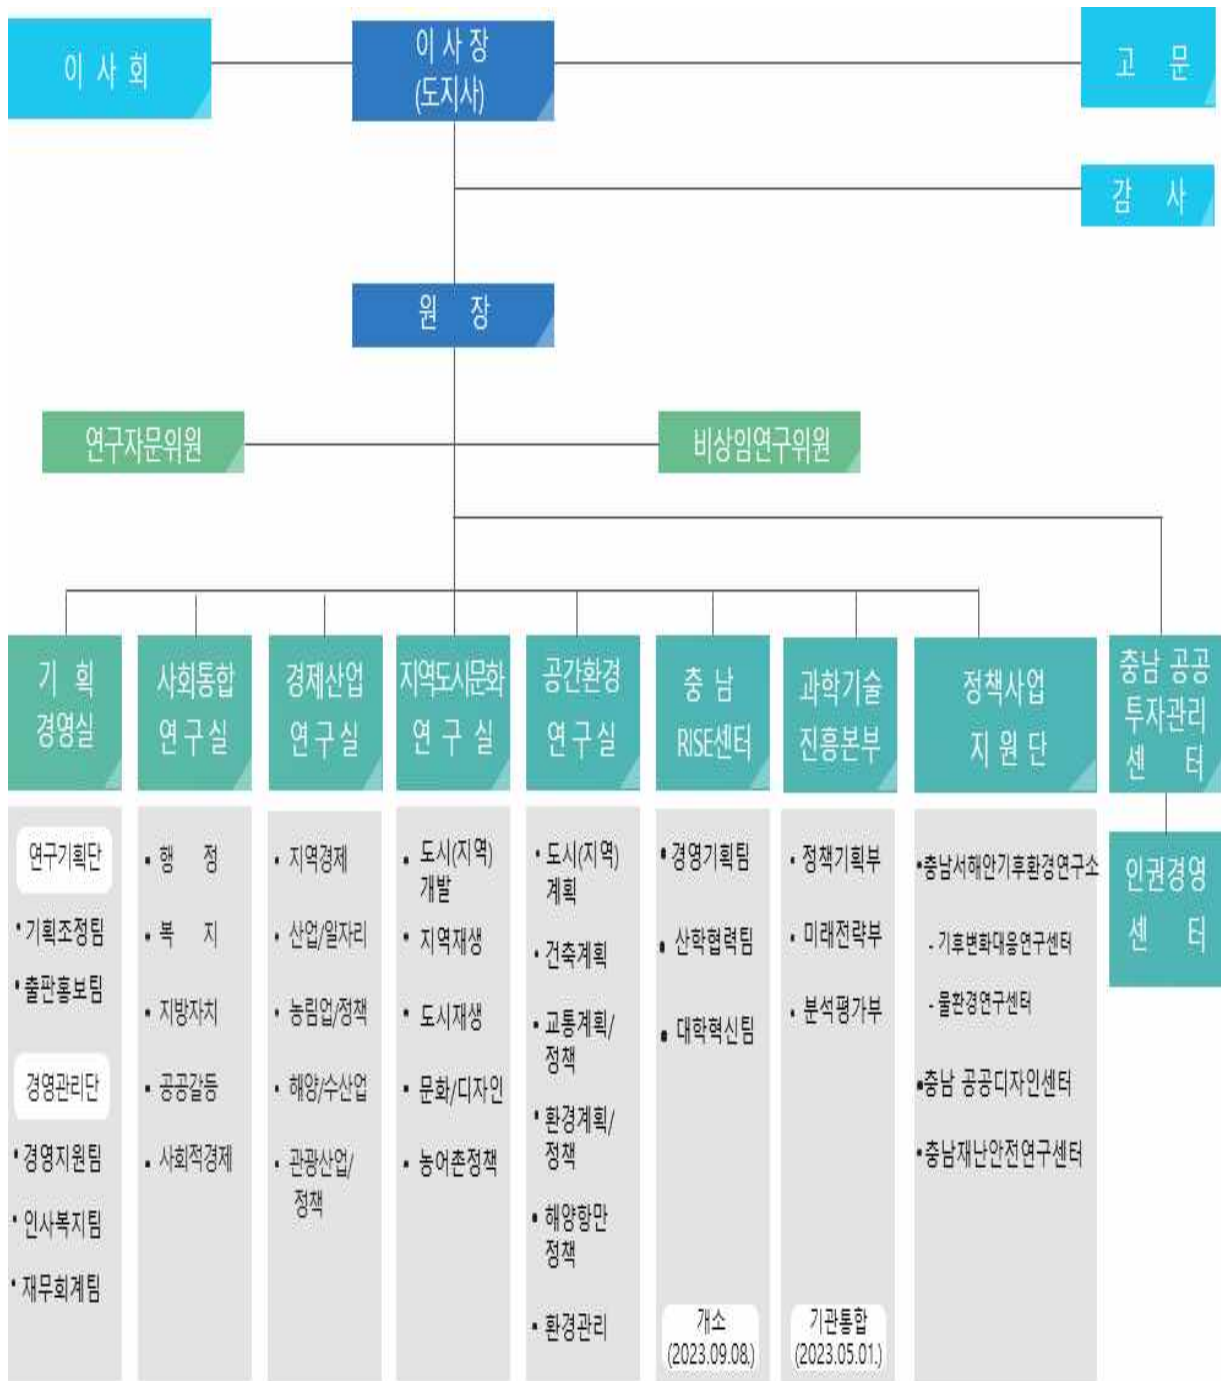 이 사 회
이 사 장
(도지사)
고 문
감 사
원 장
연구자문위원
비상임연구위원
기 획
경영실
연구기획단
• 기획조정팀
• 출판홍보팀
경영관리단
• 경영지원팀
• 인사복지팀
• 재무회계팀
사회통합
연 구 실
• 행 정
• 복 지
• 지방자치
• 공공갈등
• 사회적경제
경제산업
연 구 실
• 지역경제
• 산업/일자리
• 농림업/정책
• 해양/수산업
• 관광산업/
정책
지역도시문화
연 구 실
• 도시(지역)
개발
• 지역재생
• 도시재생
• 문화/디자인
• 농어촌정책
공간환경
연 구 실
• 도시(지역)
계획
• 건축계획
• 교통계획/
정책
• 환경계획/
정책
• 해양항만
정책
• 환경관리
충 남
RISE센터
• 경영기획팀
• 산학협력팀
• 대학혁신팀
개소
(2023.09.08.)
과학기술
진흥본부
• 정책기획부
• 미래전략부
• 분석평가부
기관통합
(2023.05.01.)
정책사업
지 원 단
•충남서해안기후환경연구소
- 기후변화대응연구센터
- 물환경연구센터
•충남 공공디자인센터
•충남재난안전연구센터
충남 공공
투자관리
센 터
인권경영
센 터